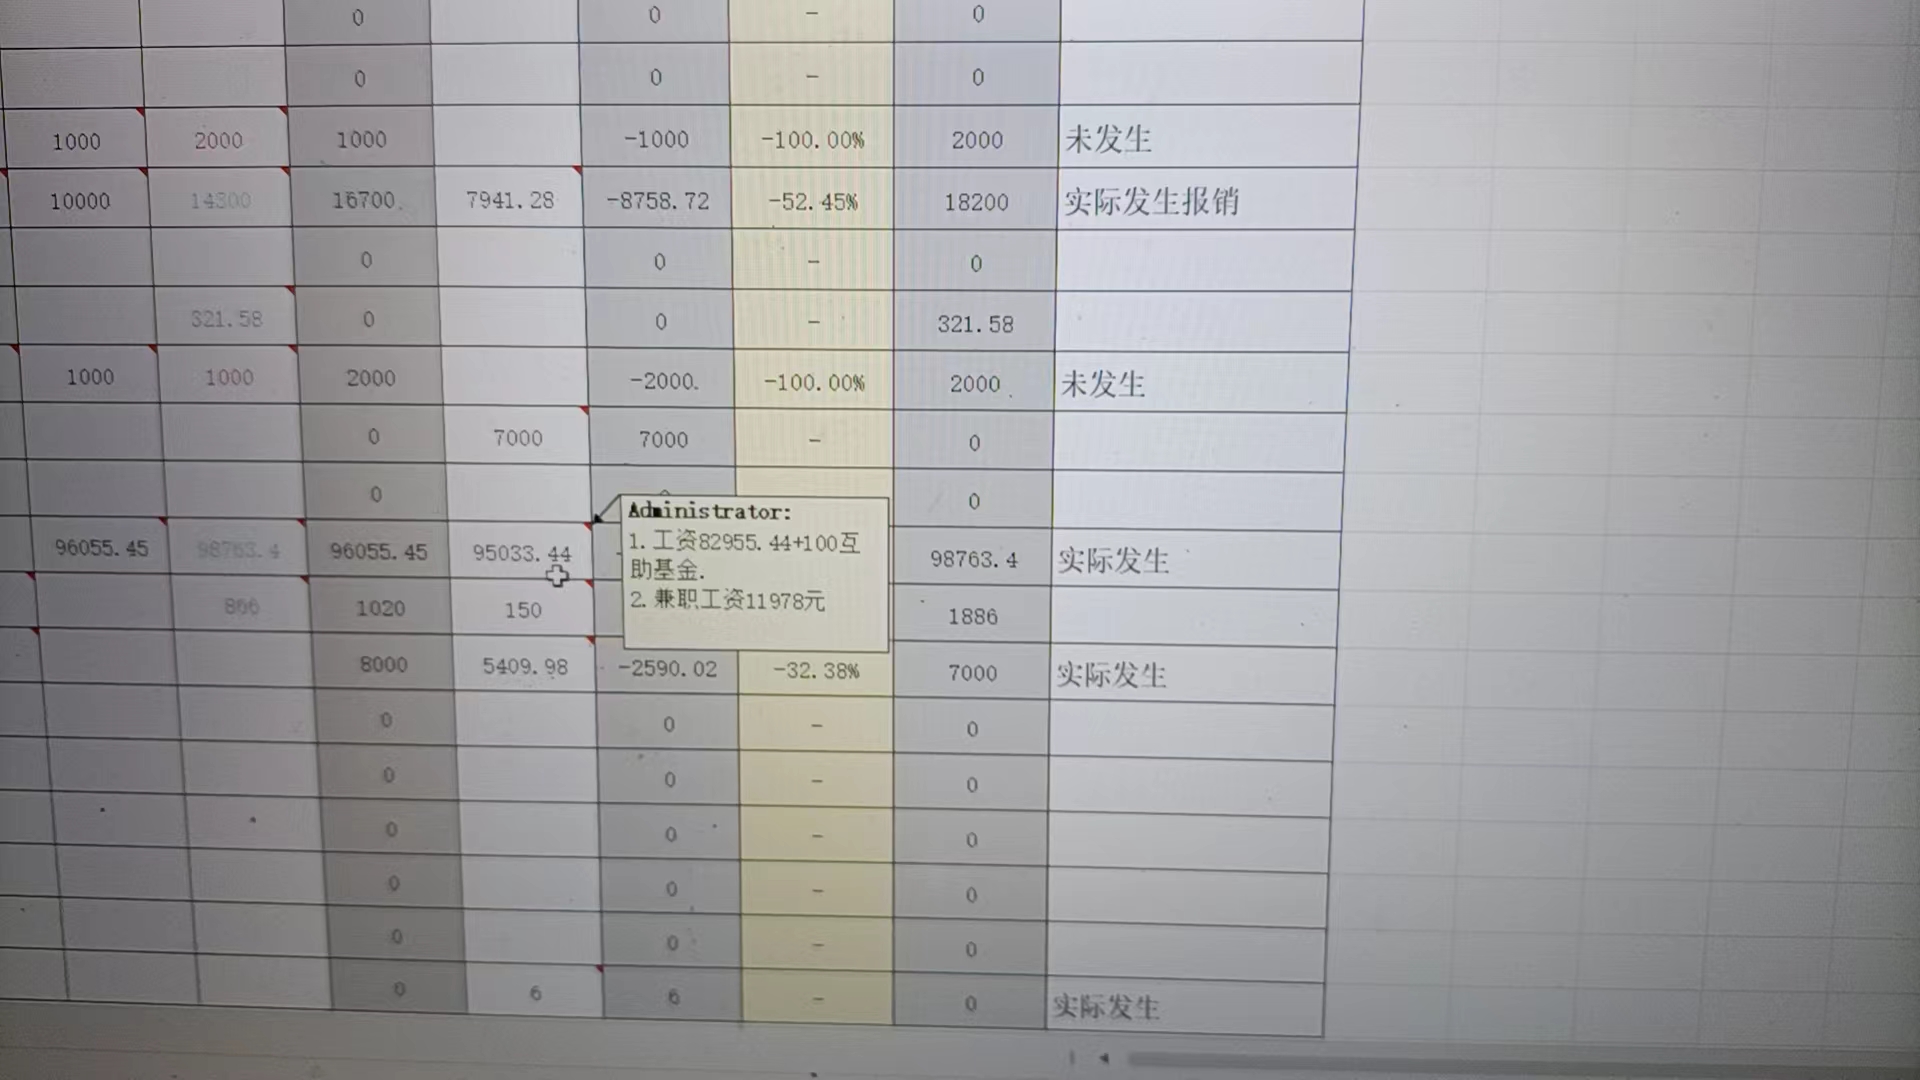 0 0 - 0
0 0 - 0
1000 2000 1000 -1000 -100.00% 2000 未发生
10000 14300 16700 7941.28 -8758.72 -52.45% 18200 实际发生报销
0 0 - 0
321.58 0 0 - 321.58
1000 1000 2000 -2000 -100.00% 2000 未发生
0 7000 7000 - 0
0 0
Administrator:
1. 工资82955.44+100互
助基金.
2. 兼职工资11978元
96055.45 98763.4 96055.45 95033.44 98763.4 实际发生
866 1020 150 1886
8000 5409.98 -2590.02 -32.38% 7000 实际发生
0 0 - 0
0 0 - 0
0 0 - 0
0 0 - 0
0 0 - 0
0 6 6 - 0 实际发生